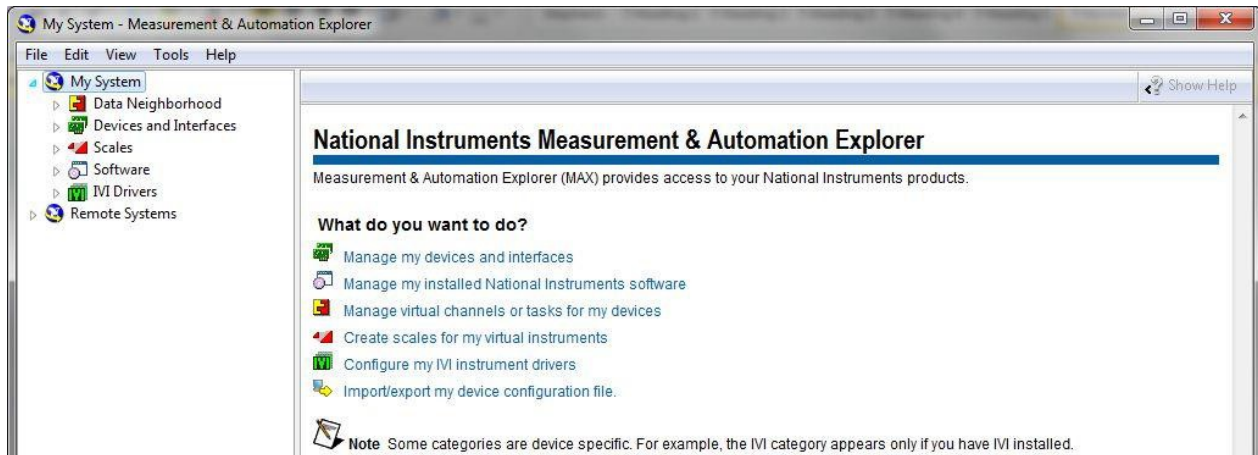 My System - Measurement & Automation Explorer
File Edit View Tools Help
My System
Data Neighborhood
Devices and Interfaces
Scales
Software
IVI Drivers
Remote Systems
Show Help
National Instruments Measurement & Automation Explorer
Measurement & Automation Explorer (MAX) provides access to your National Instruments products.
What do you want to do?
Manage my devices and interfaces
Manage my installed National Instruments software
Manage virtual channels or tasks for my devices
Create scales for my virtual instruments
Configure my IVI instrument drivers
Import/export my device configuration file.
Note Some categories are device specific. For example, the IVI category appears only if you have IVI installed.